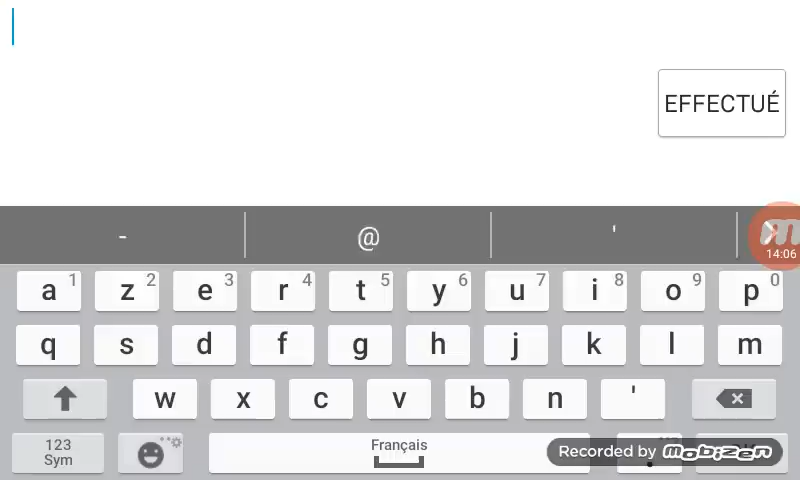 EFFECTUÉ
- @ '
14:06
a 1 z 2 e 3 r 4 t 5 y 6 u 7 i 8 o 9 p 0
q s d f g h j k l m
w x c v b n '
123
Sym
Français
Recorded by mobizen